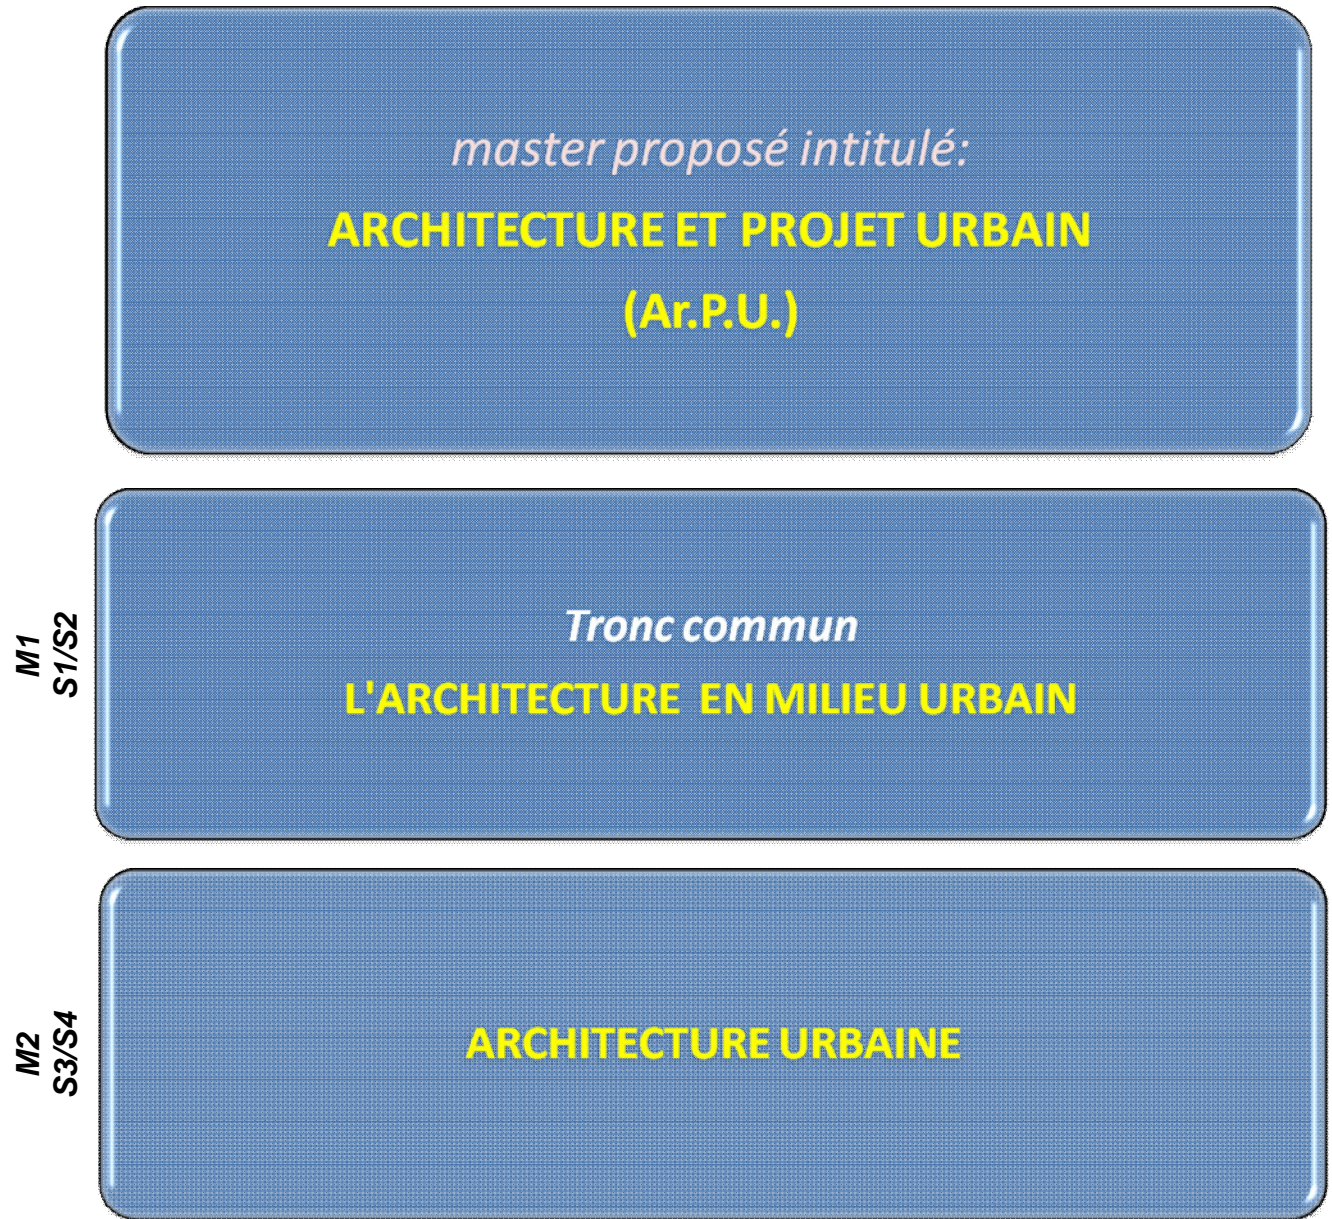 master proposé intitulé:
ARCHITECTURE ET PROJET URBAIN
(Ar.P.U.)
M1
S1/S2
Tronc commun
L'ARCHITECTURE EN MILIEU URBAIN
M2
S3/S4
ARCHITECTURE URBAINE